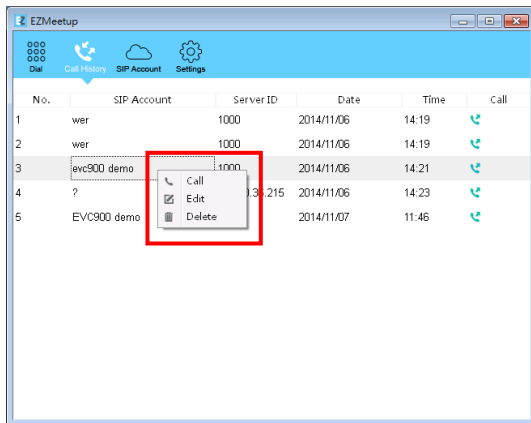 EZ EZMeetup
Dial Call History SIP Account Settings
No. SIP Account Server ID Date Time Call
1 wer 1000 2014/11/06 14:19
2 wer 1000 2014/11/06 14:19
3 evc900 demo 1000 2014/11/06 14:21
4 ? .36.215 2014/11/06 14:23
5 EVC900 demo 2014/11/07 11:46
Call
Edit
Delete